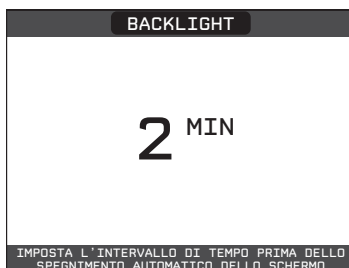 BACKLIGHT
2 MIN
IMPOSTA L'INTERVALLO DI TEMPO PRIMA DELLO
SPEGNIMENTO AUTOMATICO DELLO SCHERMO